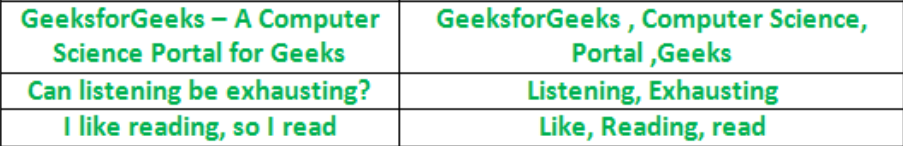 GeeksforGeeks – A Computer
Science Portal for Geeks
GeeksforGeeks , Computer Science,
Portal ,Geeks
Can listening be exhausting?
Listening, Exhausting
I like reading, so I read
Like, Reading, read